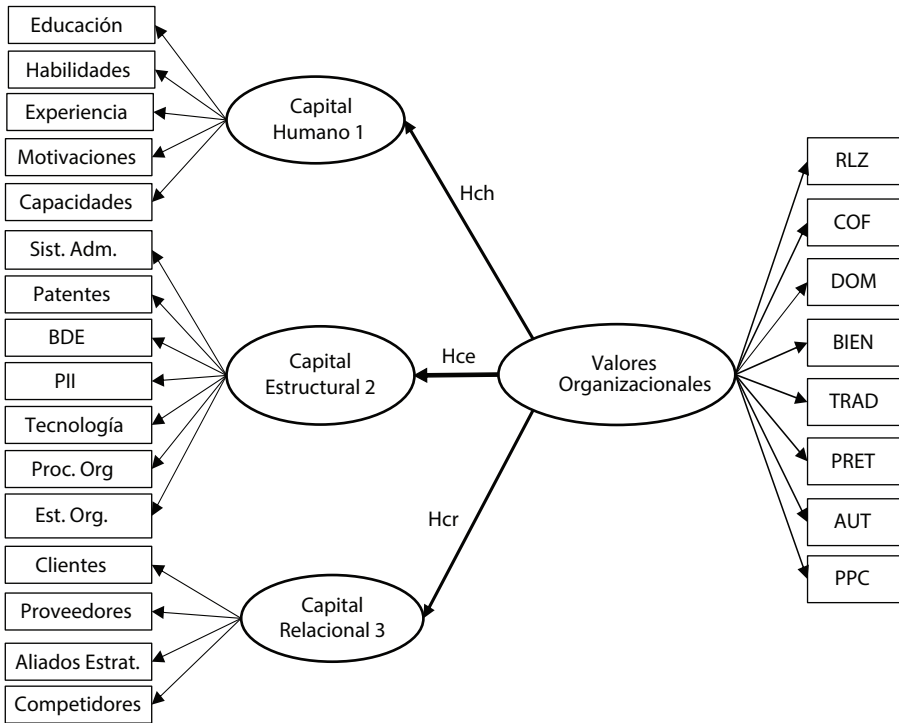 Educación
Habilidades
Experiencia
Motivaciones
Capacidades
Sist. Adm.
Patentes
BDE
PII
Tecnología
Proc. Org
Est. Org.
Clientes
Proveedores
Aliados Estrat.
Competidores
Capital
Humano 1
Capital
Estructural 2
Capital
Relacional 3
Hch
Hce
Hcr
Valores
Organizacionales
RLZ
COF
DOM
BIEN
TRAD
PRET
AUT
PPC